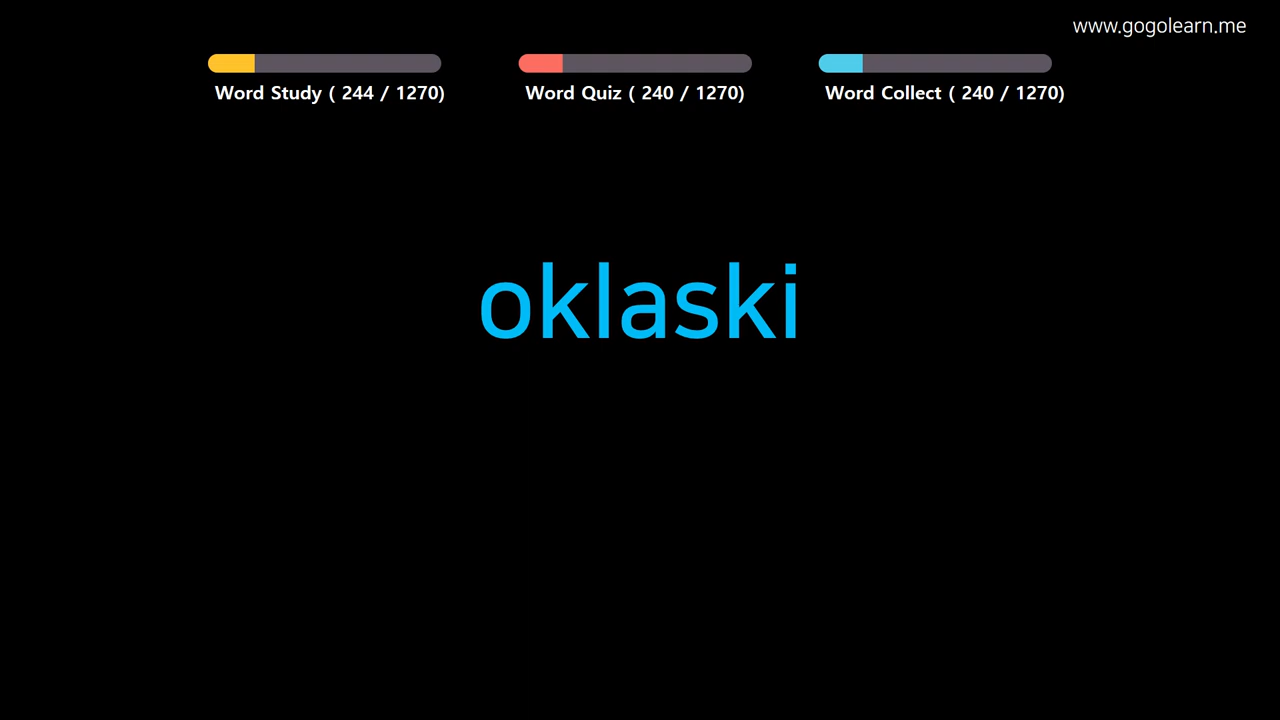 www.gogolearn.me
Word Study ( 244 / 1270)
Word Quiz ( 240 / 1270)
Word Collect ( 240 / 1270)
oklaski